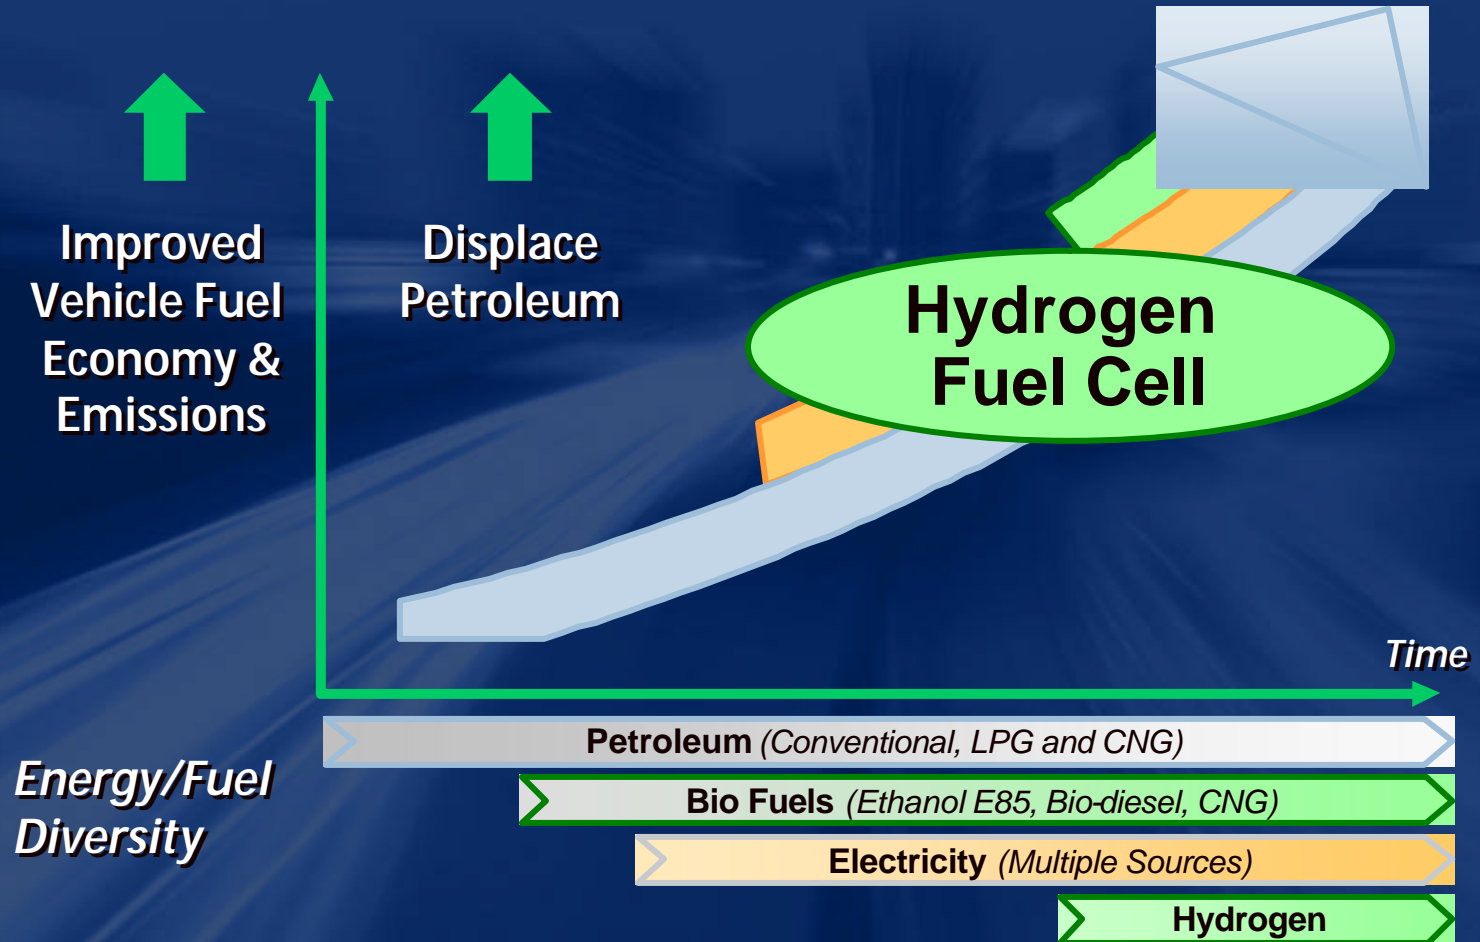 Improved
Vehicle Fuel
Economy &
Emissions
Displace
Petroleum
Hydrogen
Fuel Cell
Time
Energy/Fuel
Diversity
Petroleum (Conventional, LPG and CNG)
Bio Fuels (Ethanol E85, Bio-diesel, CNG)
Electricity (Multiple Sources)
Hydrogen